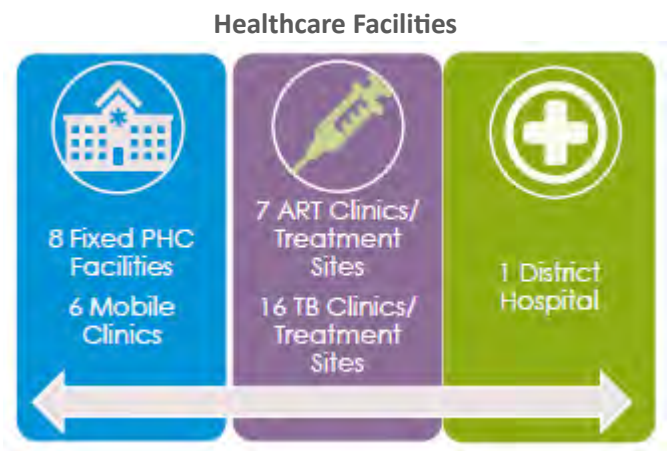 Healthcare Facilities
8 Fixed PHC
Facilities
6 Mobile
Clinics
7 ART Clinics/
Treatment
Sites
16 TB Clinics/
Treatment
Sites
1 District
Hospital